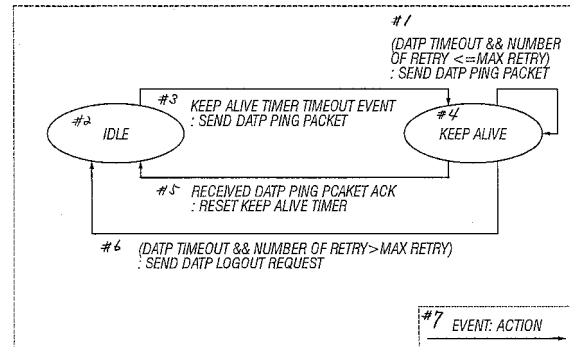 #1
(DATP TIMEOUT && NUMBER
OF RETRY <=MAX RETRY)
: SEND DATP PING PACKET
#3 KEEP ALIVE TIMER TIMEOUT EVENT
: SEND DATP PING PACKET
#2 IDLE
#4
KEEP ALIVE
#5 RECEIVED DATP PING PCAKET ACK
: RESET KEEP ALIVE TIMER
#6 (DATP TIMEOUT && NUMBER OF RETRY>MAX RETRY)
: SEND DATP LOGOUT REQUEST
#7 EVENT: ACTION